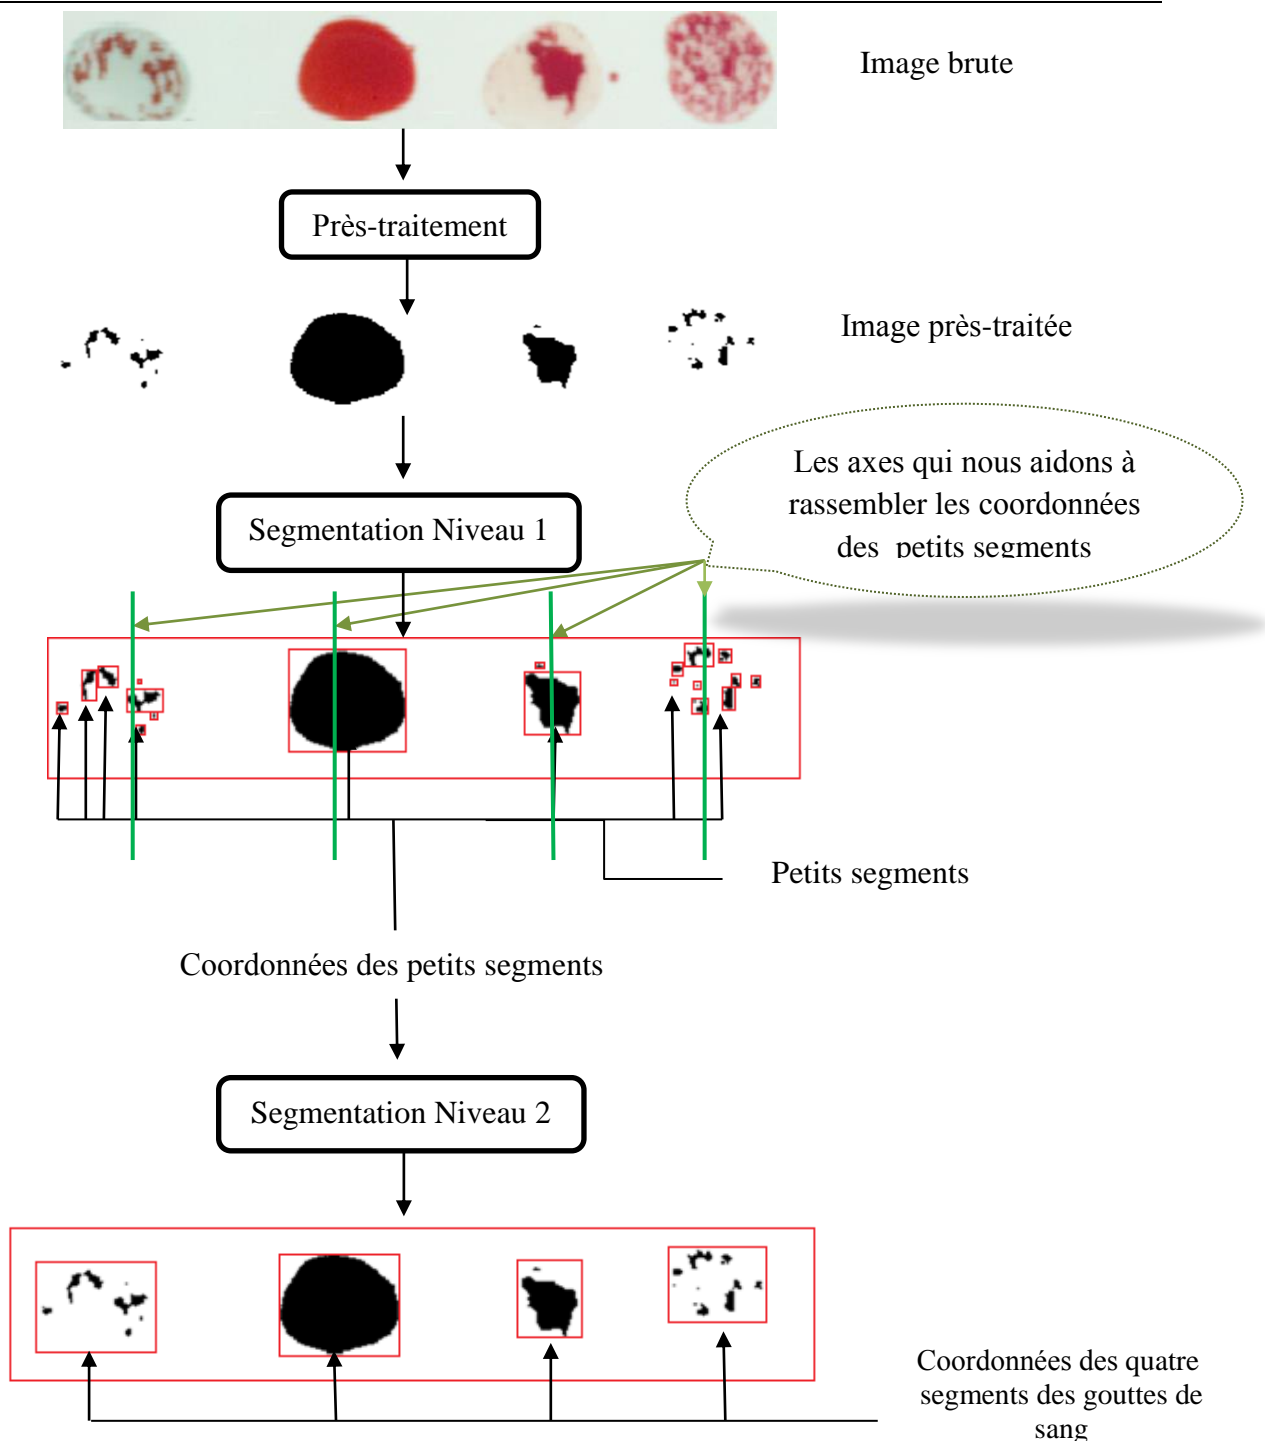 Image brute
Près-traitement
Image près-traitée
Les axes qui nous aidons à
rassembler les coordonnées
des petits segments
Segmentation Niveau 1
Petits segments
Coordonnées des petits segments
Segmentation Niveau 2
Coordonnées des quatre
segments des gouttes de
sang